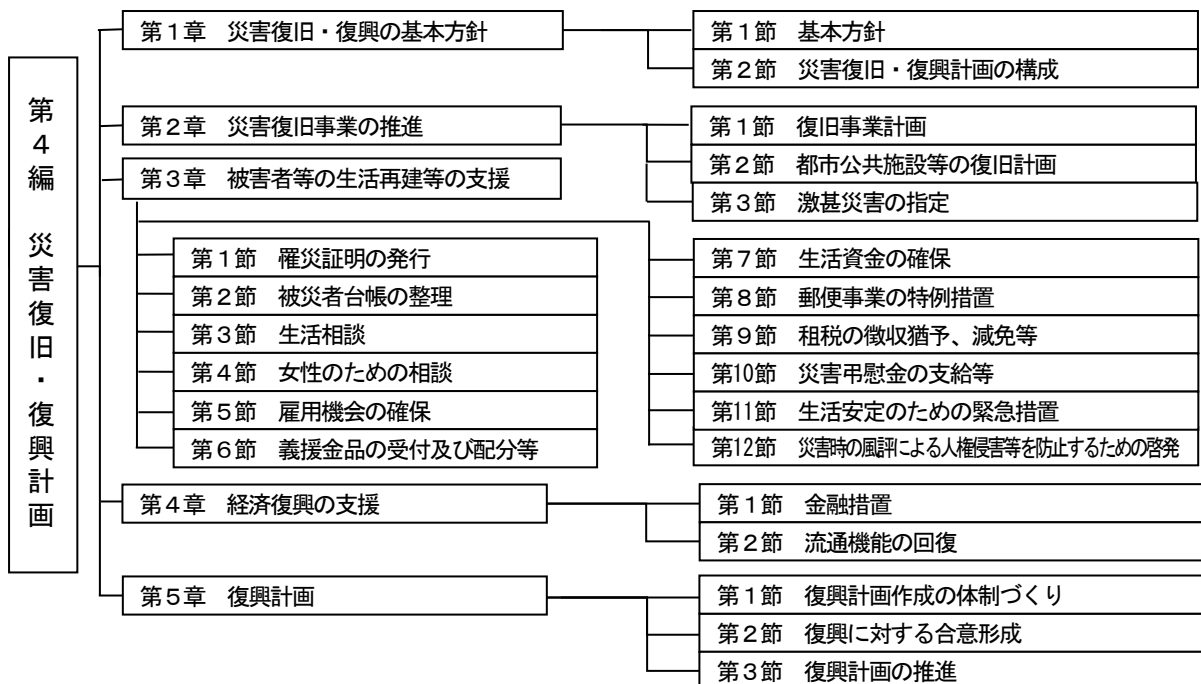 第４編　災害復旧・復興計画
第１章　災害復旧・復興の基本方針
第１節　基本方針
第２節　災害復旧・復興計画の構成
第２章　災害復旧事業の推進
第１節　復旧事業計画
第２節　都市公共施設等の復旧計画
第３節　激甚災害の指定
第３章　被害者等の生活再建等の支援
第１節　罹災証明の発行
第２節　被災者台帳の整理
第３節　生活相談
第４節　女性のための相談
第５節　雇用機会の確保
第６節　義援金品の受付及び配分等
第７節　生活資金の確保
第８節　郵便事業の特例措置
第９節　租税の徴収猶予、減免等
第10節　災害弔慰金の支給等
第11節　生活安定のための緊急措置
第12節　災害時の風評による人権侵害等を防止するための啓発
第４章　経済復興の支援
第１節　金融措置
第２節　流通機能の回復
第５章　復興計画
第１節　復興計画作成の体制づくり
第２節　復興に対する合意形成
第３節　復興計画の推進